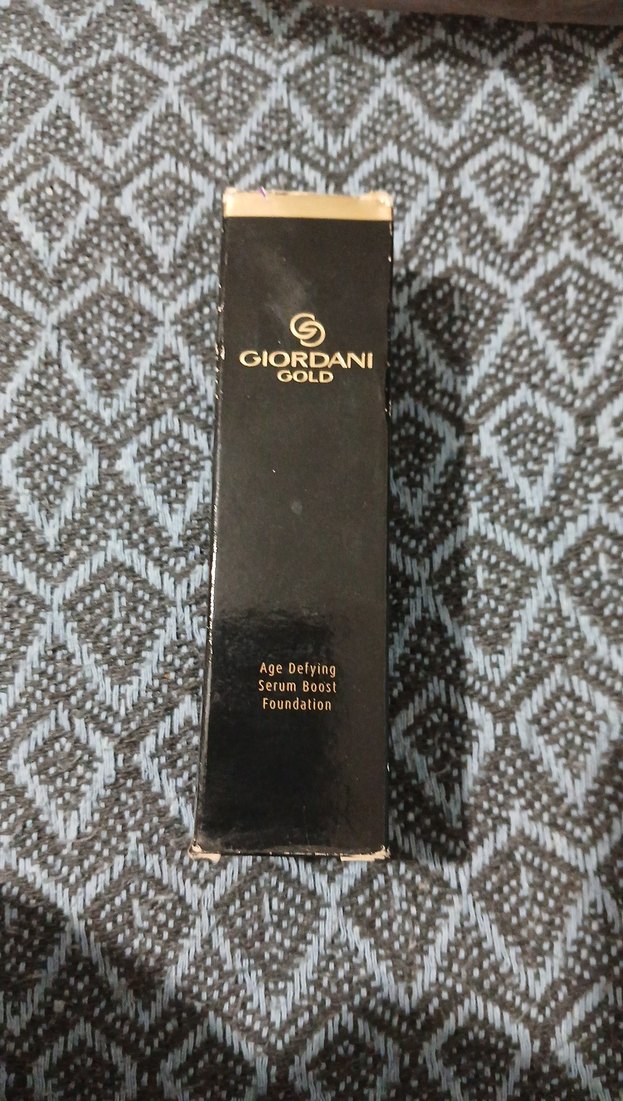 GIORDANI
GOLD
Age Defying
Serum Boost
Foundation